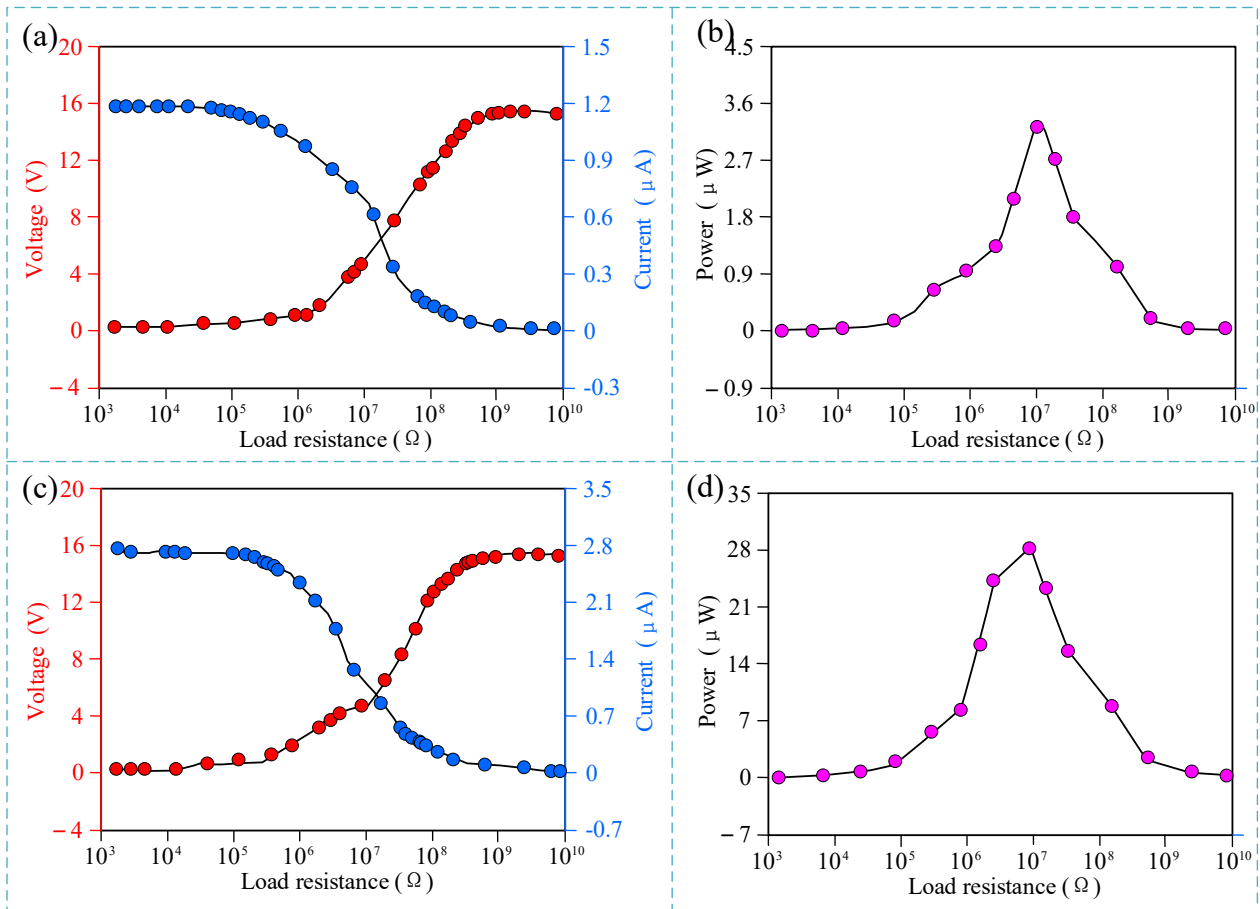 (a)
20
16
12
8
4
0
−4
Voltage (V)
1.5
1.2
0.9
0.6
0.3
0
-0.3
Current (μA)
10³ 10⁴ 10⁵ 10⁶ 10⁷ 10⁸ 10⁹ 10¹⁰
Load resistance (Ω)
(b)
4.5
3.6
2.7
1.8
0.9
0
−0.9
Power (μW)
10³ 10⁴ 10⁵ 10⁶ 10⁷ 10⁸ 10⁹ 10¹⁰
Load resistance (Ω)
(c)
20
16
12
8
4
0
−4
Voltage (V)
3.5
2.8
2.1
1.4
0.7
0
-0.7
Current (μA)
10³ 10⁴ 10⁵ 10⁶ 10⁷ 10⁸ 10⁹ 10¹⁰
Load resistance (Ω)
(d)
35
28
21
14
7
0
−7
Power (μW)
10³ 10⁴ 10⁵ 10⁶ 10⁷ 10⁸ 10⁹ 10¹⁰
Load resistance (Ω)